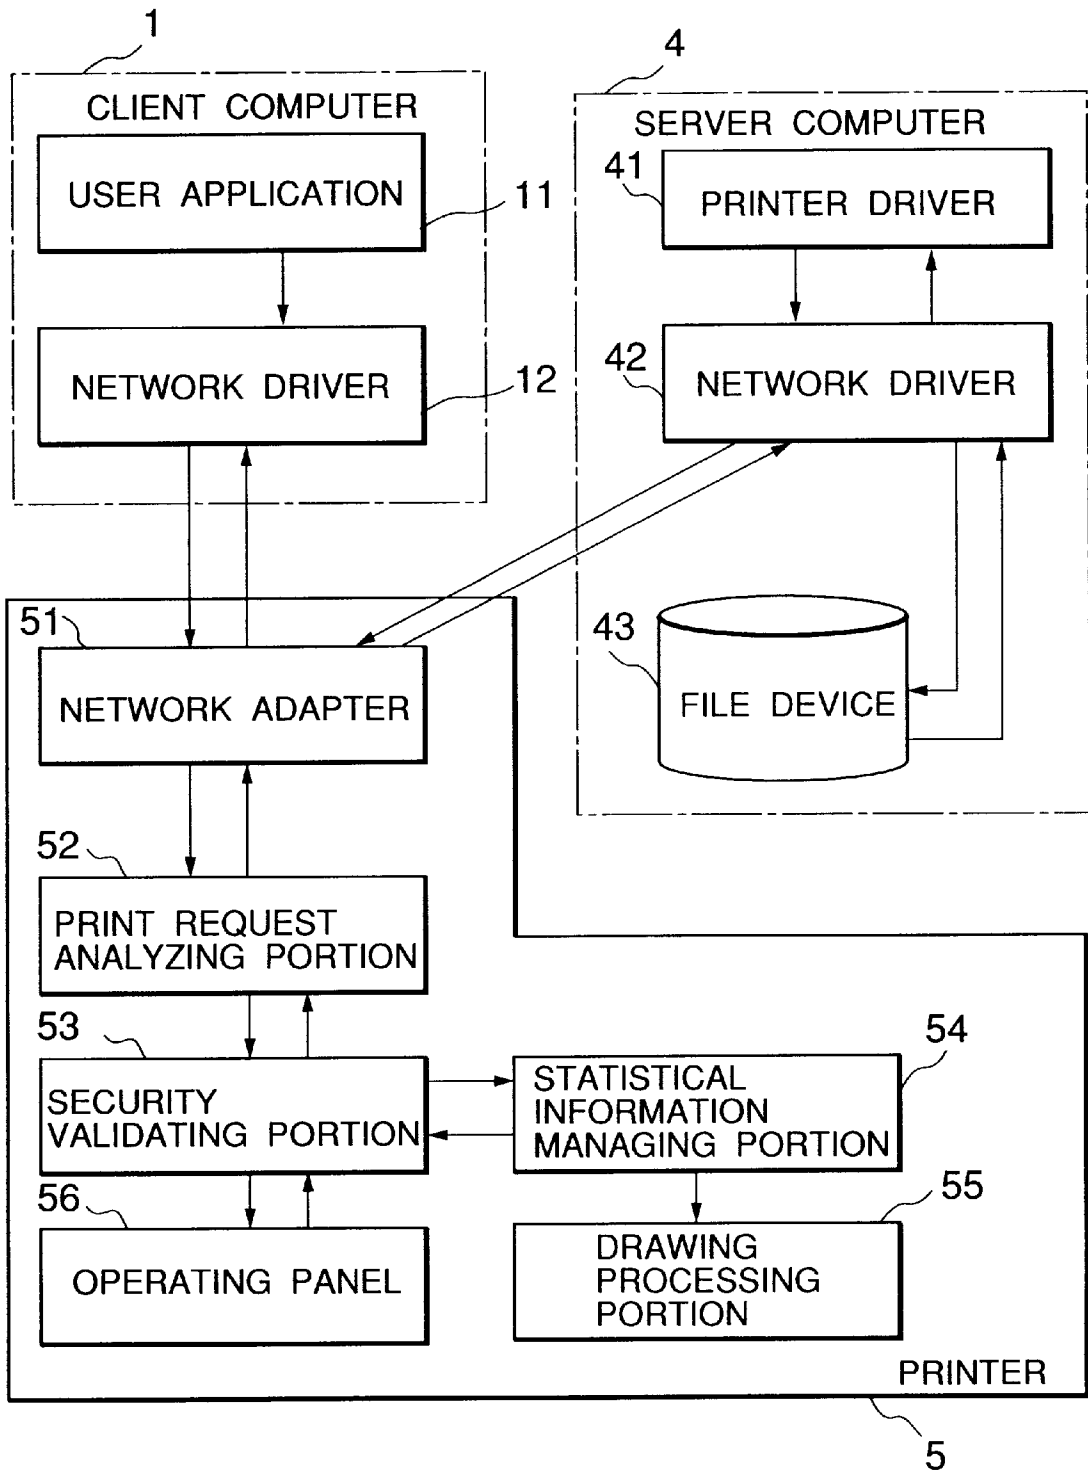 1
CLIENT COMPUTER
USER APPLICATION
11
NETWORK DRIVER
12
4
SERVER COMPUTER
41
PRINTER DRIVER
42
NETWORK DRIVER
43
FILE DEVICE
51
NETWORK ADAPTER
52
PRINT REQUEST
ANALYZING PORTION
53
SECURITY
VALIDATING PORTION
54
STATISTICAL
INFORMATION
MANAGING PORTION
56
OPERATING PANEL
55
DRAWING
PROCESSING
PORTION
PRINTER
5